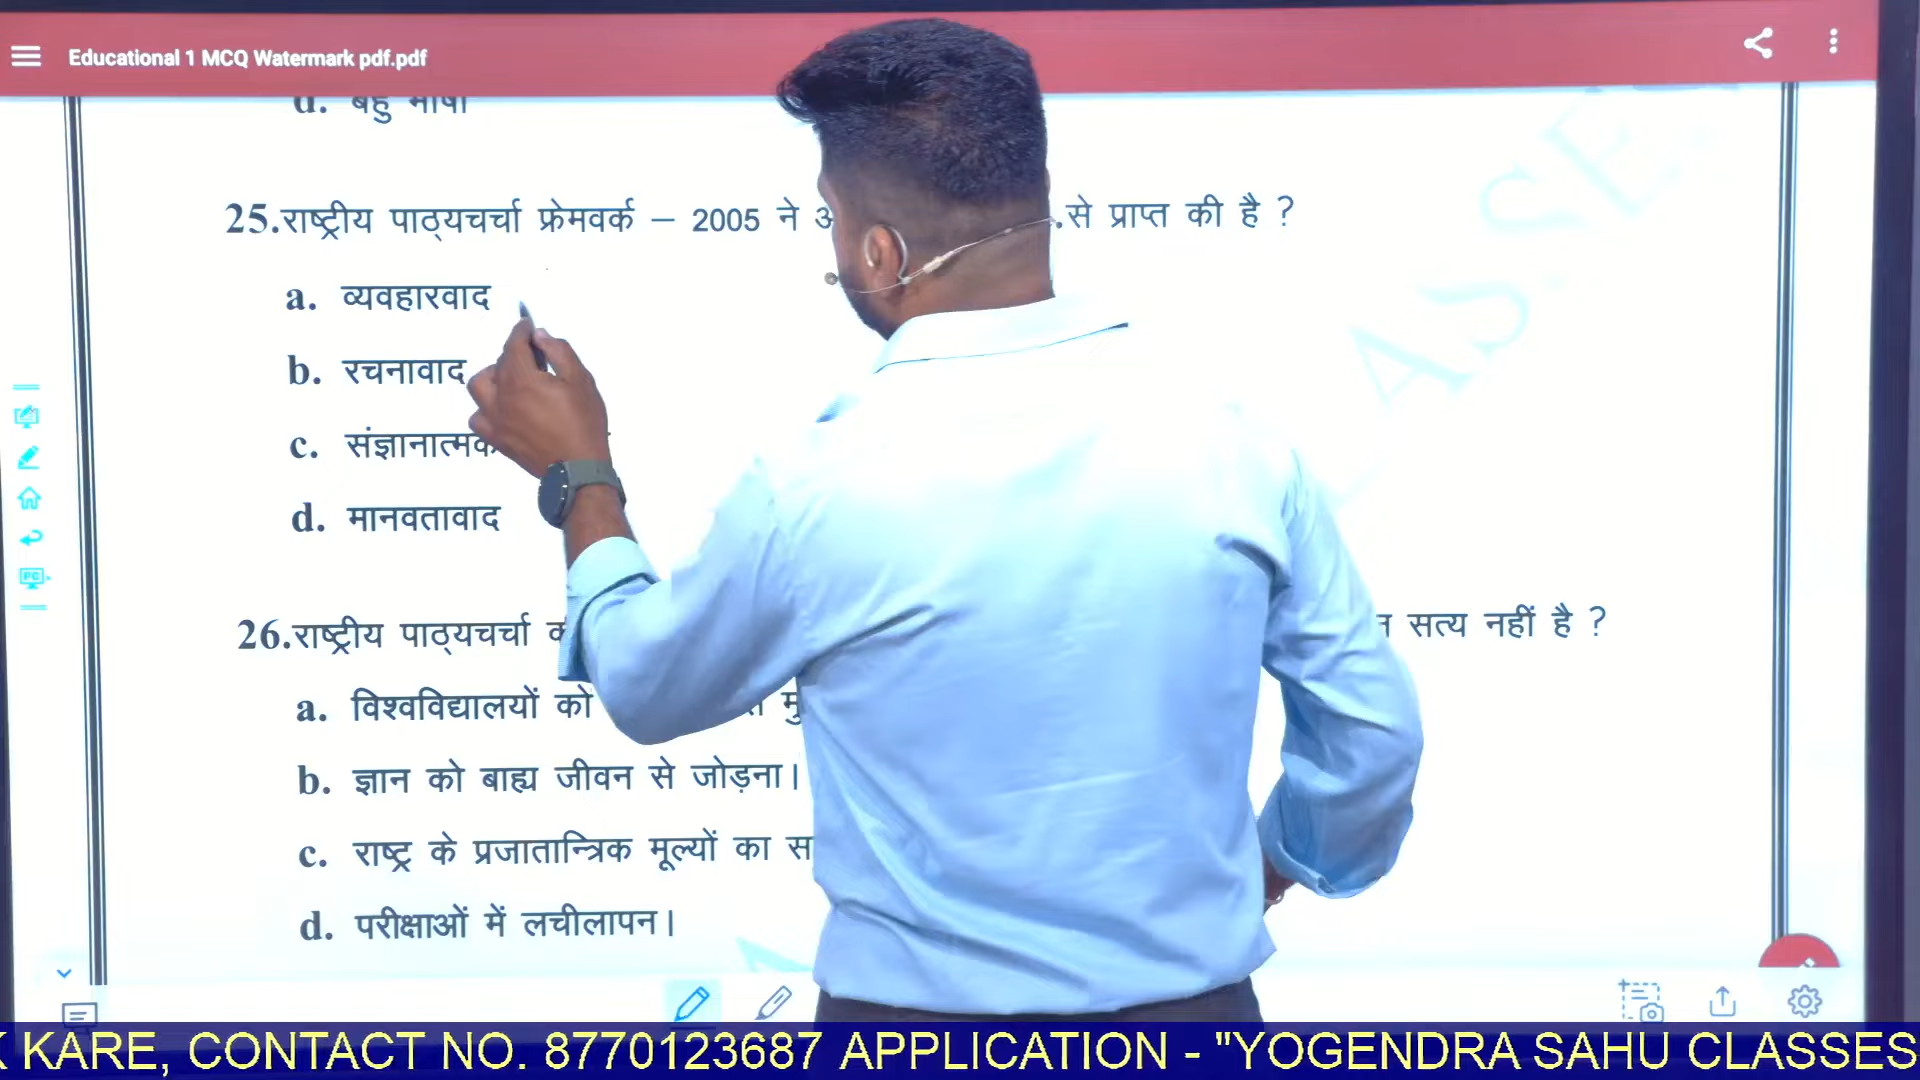 Educational 1 MCQ Watermark pdf.pdf
d. बहु भाषी
25.राष्ट्रीय पाठ्यचर्चा फ्रेमवर्क – 2005 ने से प्राप्त की है ?
a. व्यवहारवाद
b. रचनावाद
c. संज्ञानात्मक
d. मानवतावाद
26.राष्ट्रीय पाठ्यचर्चा सत्य नहीं है ?
a. विश्वविद्यालयों को
b. ज्ञान को बाह्य जीवन से जोड़ना।
c. राष्ट्र के प्रजातान्त्रिक मूल्यों का
d. परीक्षाओं में लचीलापन।
KARE, CONTACT NO. 8770123687 APPLICATION - "YOGENDRA SAHU CLASSES